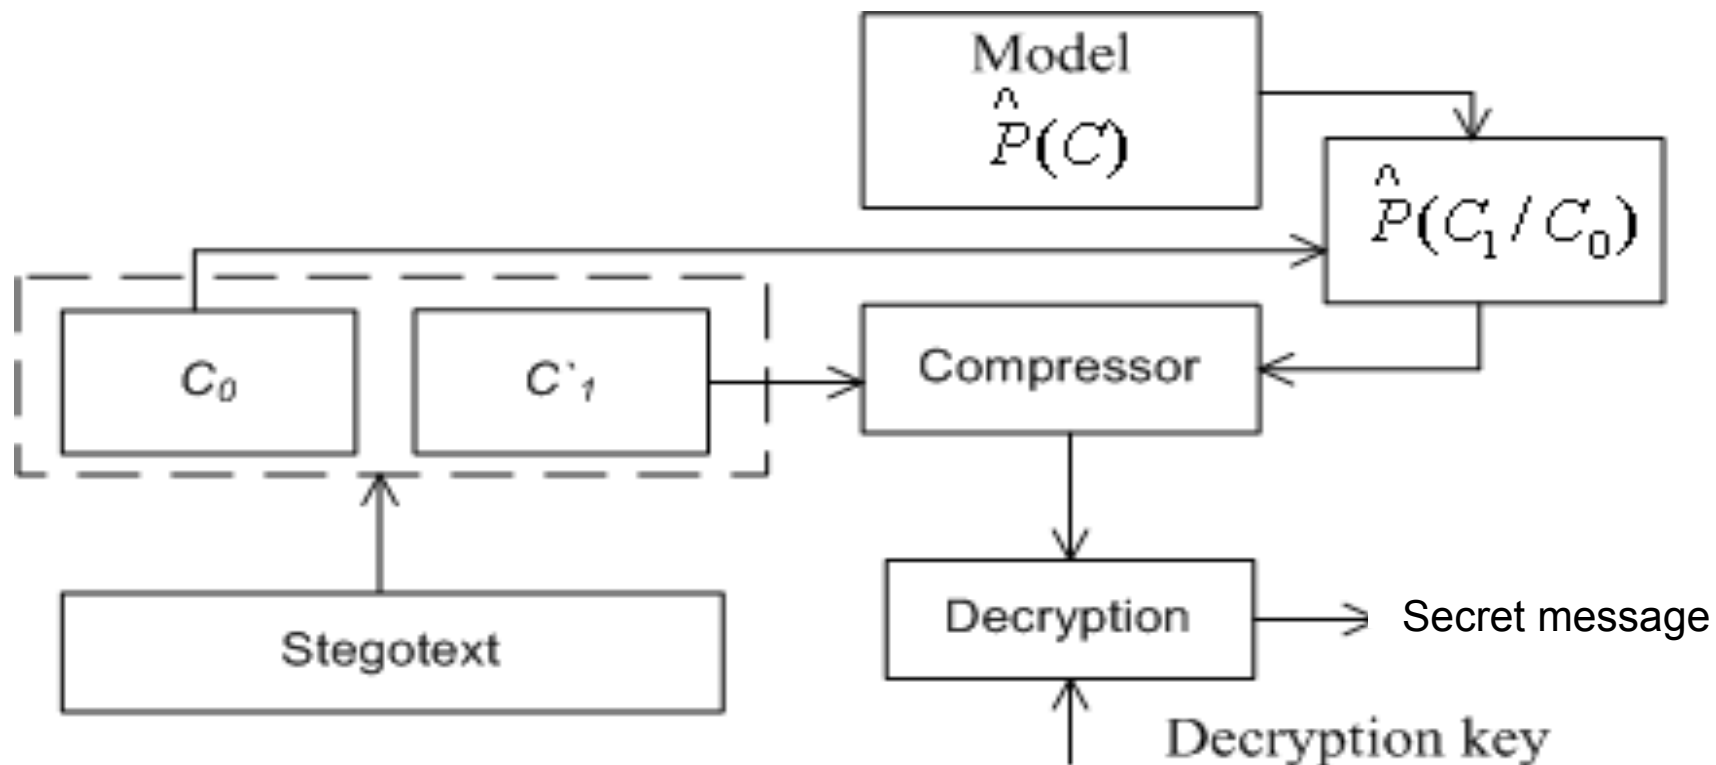 Model
P̂(C)
P̂(C₁/C₀)
C₀
C`₁
Compressor
Decryption
Secret message
Stegotext
Decryption key